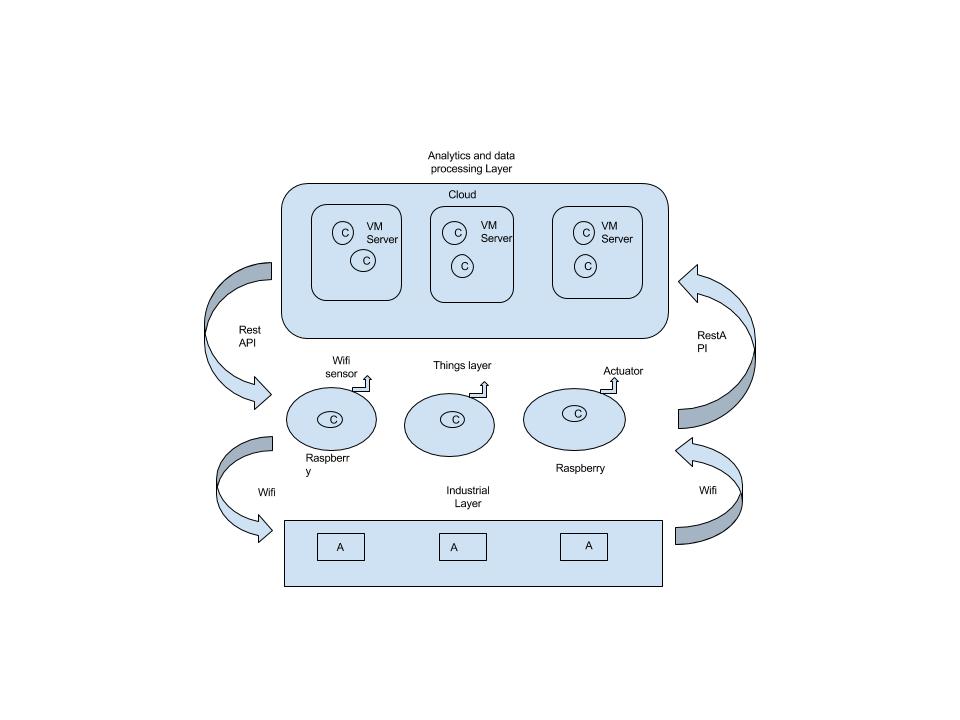 Analytics and data
processing Layer
Cloud
C
VM
Server
C
C
VM
Server
C
C
VM
Server
C
Rest
API
RestA
PI
Wifi
sensor
Things layer
Actuator
C
C
C
Raspberr
y
Raspberry
Wifi
Industrial
Layer
Wifi
A
A
A